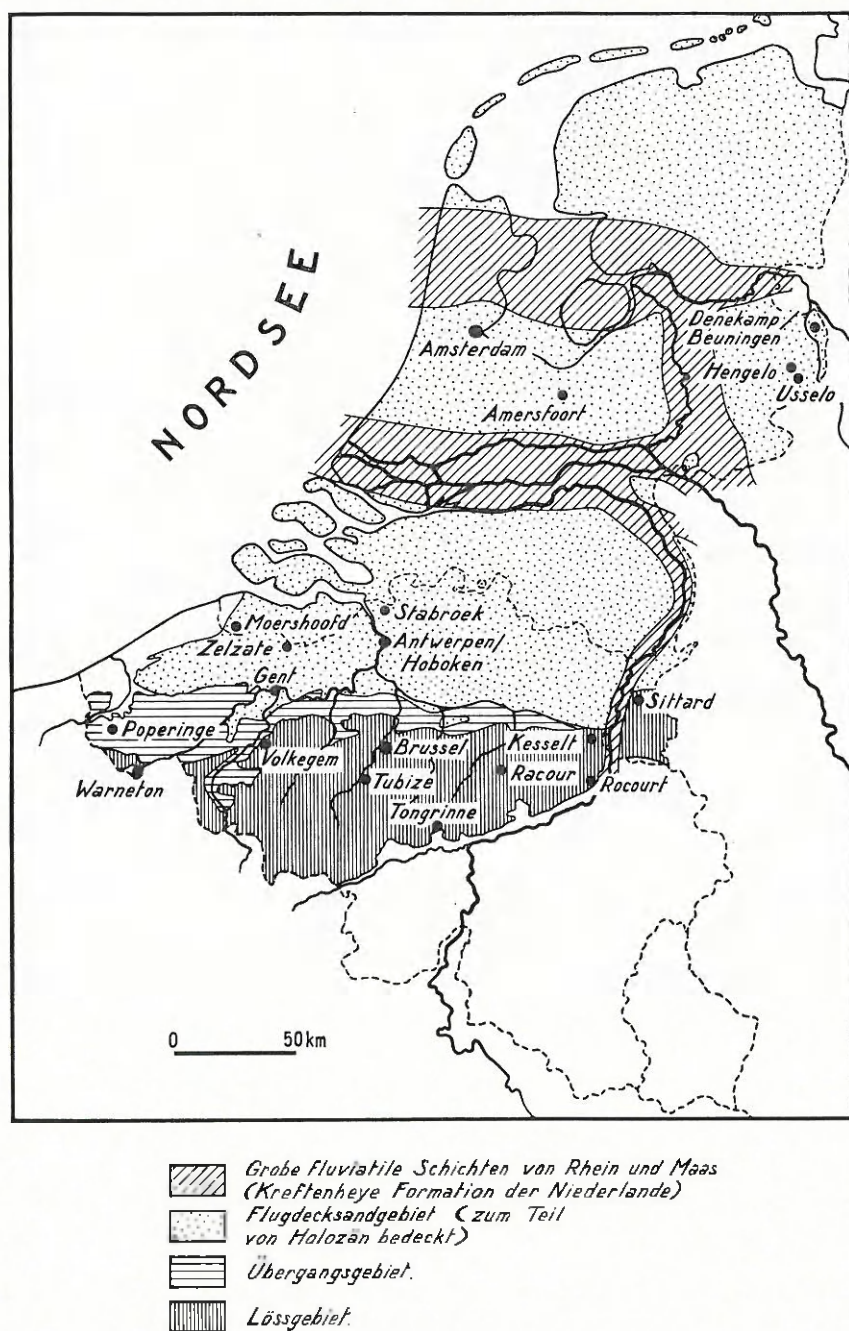 NORDSEE
Denekamp/
Beuningen
Amsterdam
Hengelo
Usselo
Amersfoort
Moershoofd
Stabroek
Zelzate
Antwerpen/
Hoboken
Gent
Sittard
Poperinge
Volkegem
Brussel
Kesselt
Warneton
Tubize
Racour
Rocourt
Tongrinne
0 50 km
Grobe Fluviatile Schichten von Rhein und Maas
(Kreftenheye Formation der Niederlande)
Flugdecksandgebiet (zum Teil
von Holozän bedeckt)
Übergangsgebiet.
Lössgebiet.